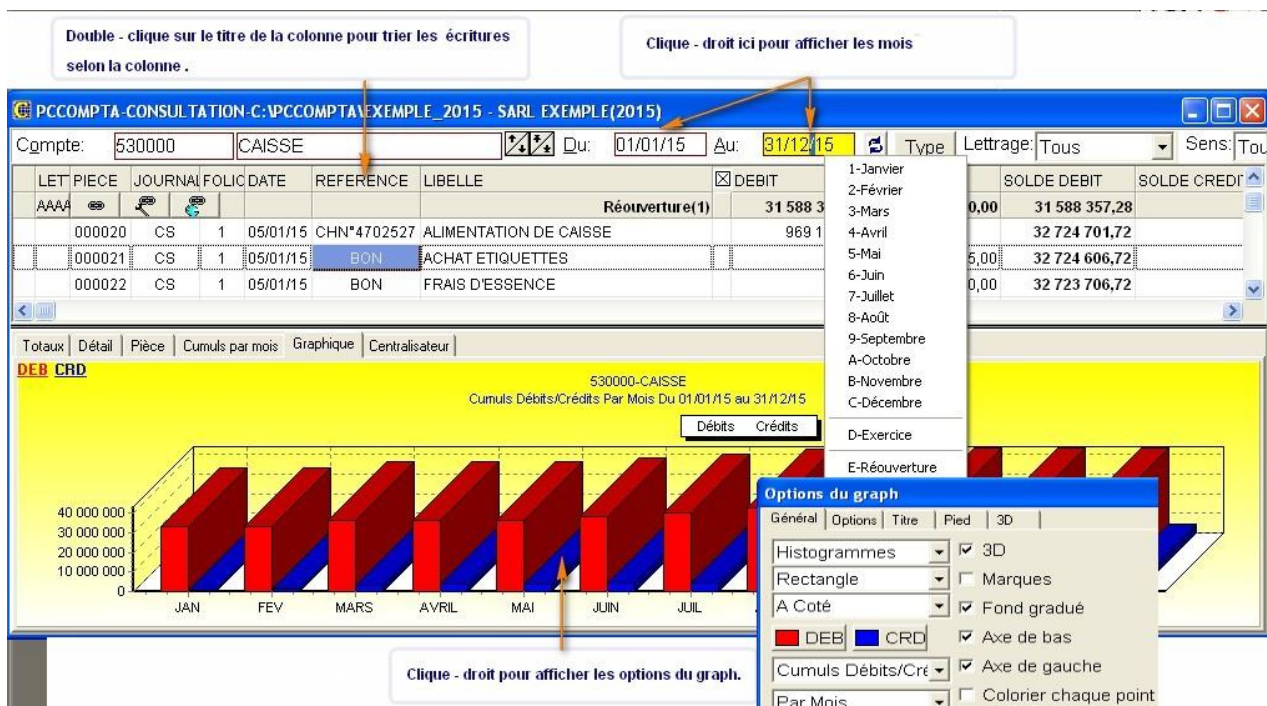 Double - clique sur le titre de la colonne pour trier les écritures
selon la colonne .
Clique - droit ici pour afficher les mois
PCCOMPTA-CONSULTATION-C:\PCCOMPTA\EXEMPLE_2015 - SARL EXEMPLE(2015)
Compte: 530000 CAISSE Du: 01/01/15 Au: 31/12/15 Type Lettrage: Tous Sens: Tou
LET PIECE JOURNAL FOLIO DATE REFERENCE LIBELLE DEBIT SOLDE DEBIT SOLDE CREDIT
AAAA Réouverture(1) 31 588 3 0,00 31 588 357,28
000020 CS 1 05/01/15 CHN°4702527 ALIMENTATION DE CAISSE 969 1 32 724 701,72
000021 CS 1 05/01/15 BON ACHAT ETIQUETTES 5,00 32 724 606,72
000022 CS 1 05/01/15 BON FRAIS D'ESSENCE 0,00 32 723 706,72
1-Janvier
2-Février
3-Mars
4-Avril
5-Mai
6-Juin
7-Juillet
8-Août
9-Septembre
A-Octobre
B-Novembre
C-Décembre
D-Exercice
E-Réouverture
Totaux Détail Pièce Cumuls par mois Graphique Centralisateur
DEB CRD
530000-CAISSE
Cumuls Débits/Crédits Par Mois Du 01/01/15 au 31/12/15
Débits Crédits
40 000 000
30 000 000
20 000 000
10 000 000
0
JAN FEV MARS AVRIL MAI JUIN JUIL
Options du graph
Général Options Titre Pied 3D
Histogrammes 3D
Rectangle Marques
A Coté Fond gradué
DEB CRD Axe de bas
Cumuls Débits/Cré Axe de gauche
Par Mois Colorier chaque point
Clique - droit pour afficher les options du graph.